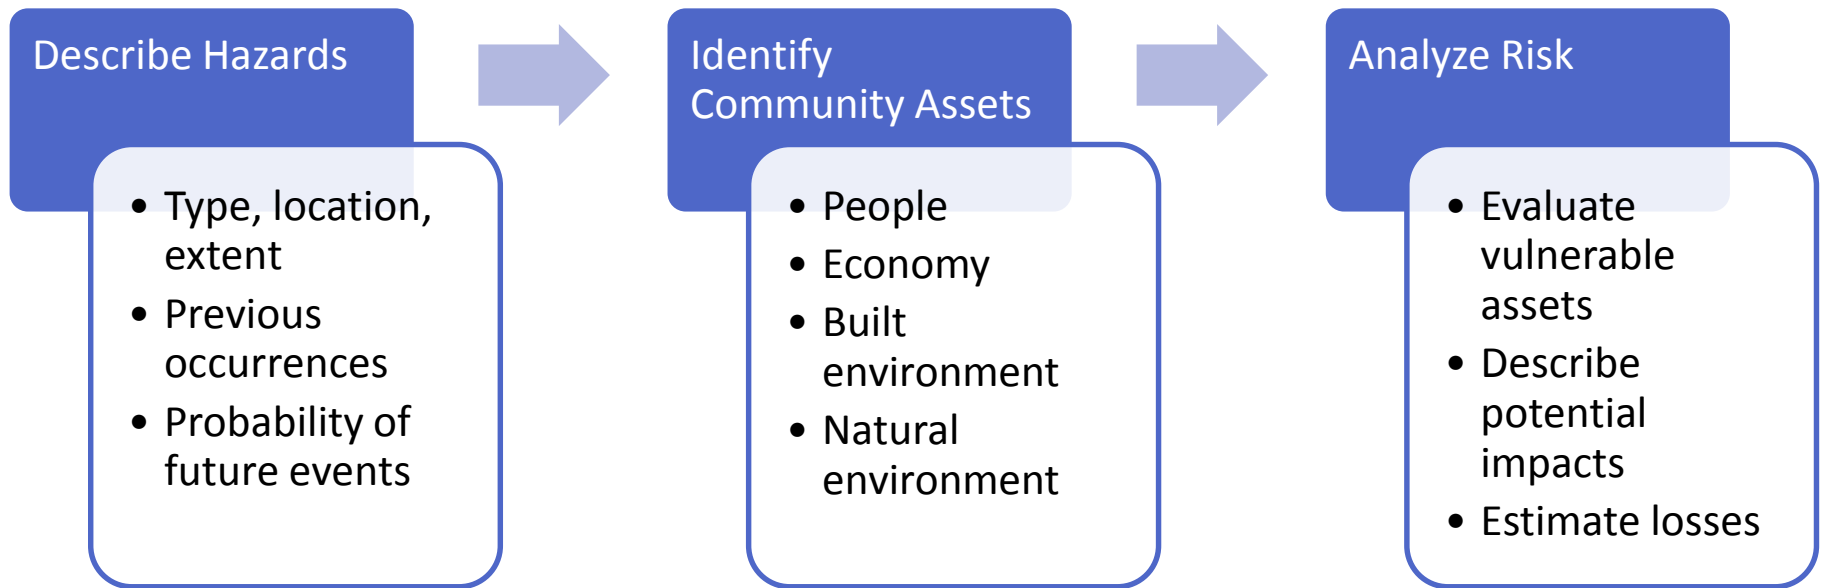 Describe Hazards
• Type, location,
extent
• Previous
occurrences
• Probability of
future events
Identify
Community Assets
• People
• Economy
• Built
environment
• Natural
environment
Analyze Risk
• Evaluate
vulnerable
assets
• Describe
potential
impacts
• Estimate losses